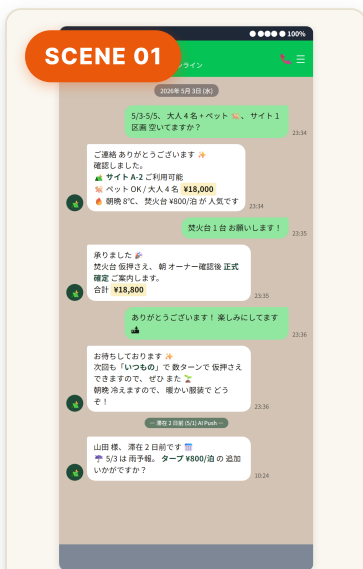 SCENE 01
100%
ンライン
2026年 5月 3日 (水)
5/3-5/5、 大人 4 名 + ペット 、 サイト 1
区画 空いてますか？
23:34
ご連絡 ありがとうございます
確認しました。
サイト A-2 ご利用可能
ペット OK / 大人 4 名 ¥18,000
朝晩 8℃、 焚火台 ¥800/泊 が 人気です
23:34
焚火台 1 台 お願いします！
23:35
承りました
焚火台 仮押さえ、 朝 オーナー確認後 正式
確定 ご案内します。
合計 ¥18,800
23:35
ありがとうございます！ 楽しみにしてます
23:36
お待ちしております
次回も「いつもの」で 数ターンで 仮押さえ
できますので、 ぜひ また
朝晩 冷えますので、 暖かい服装で どう
ぞ！
23:36
— 滞在 2 日前 (5/1) AI Push —
山田 様、 滞在 2 日前です
5/3 は 雨予報。 タープ ¥800/泊 の 追加
いかがですか？
10:24